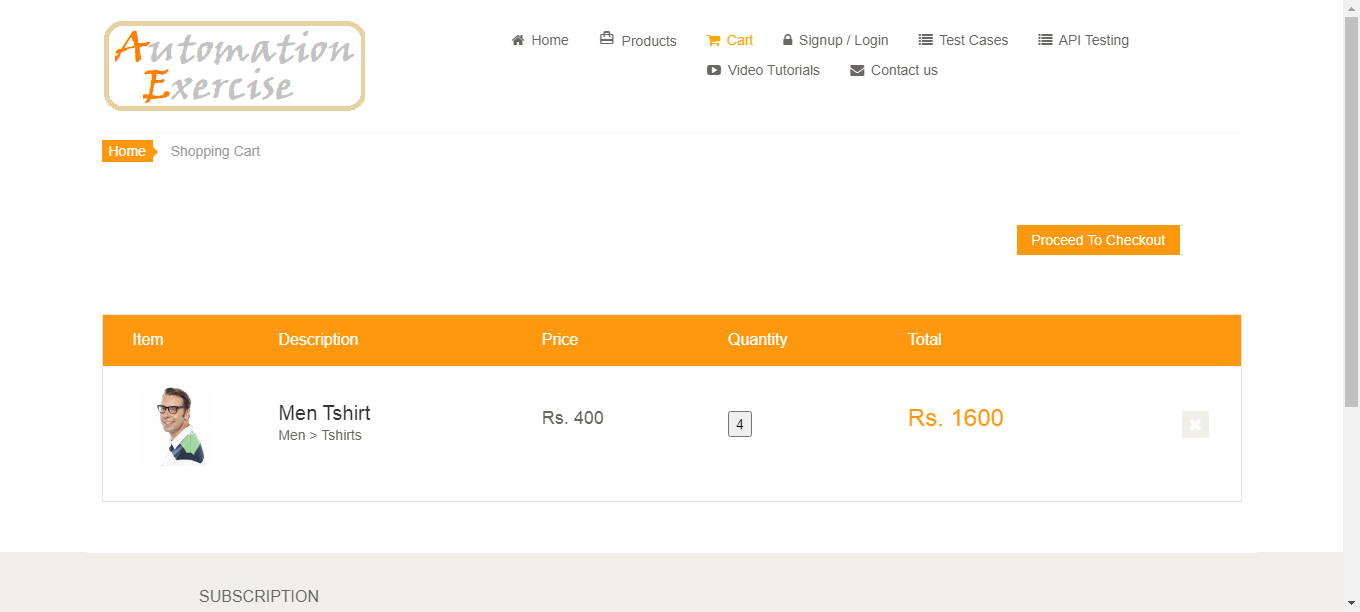 Automation
Exercise
Home Products Cart Signup / Login Test Cases API Testing
Video Tutorials Contact us
Home Shopping Cart
Proceed To Checkout
Item Description Price Quantity Total
Men Tshirt Rs. 400 4 Rs. 1600
Men > Tshirts
SUBSCRIPTION